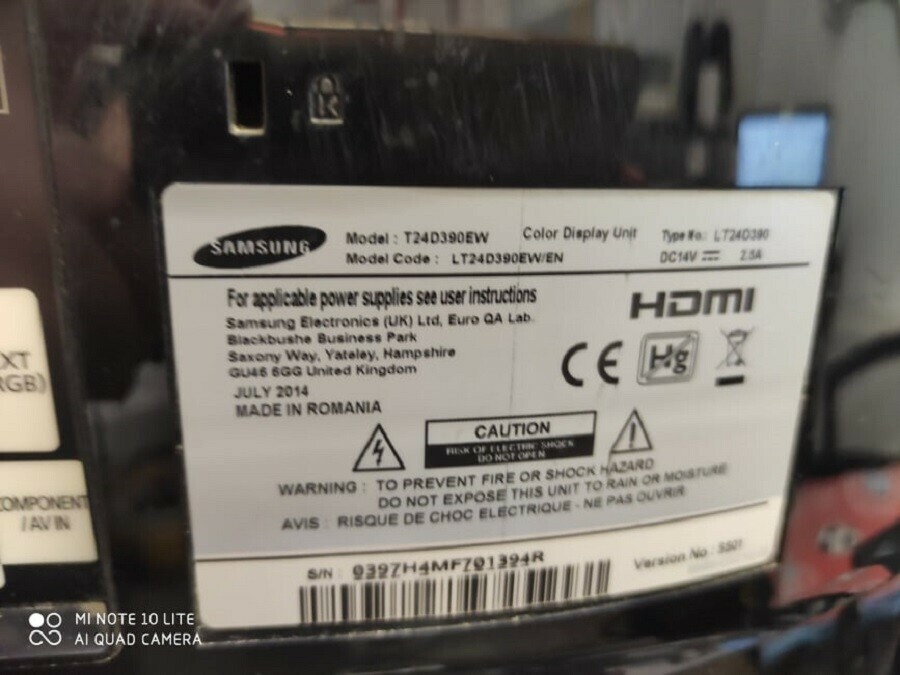 SAMSUNG
Model : T24D390EW
Color Display Unit
Type No.: LT24D390
Model Code : LT24D390EW/EN
DC14V 2.5A
For applicable power supplies see user instructions
HDMI
Samsung Electronics (UK) Ltd, Euro QA Lab.
Blackbushe Business Park
Saxony Way, Yateley, Hampshire
GU46 6GG United Kingdom
CE
Hg
JULY 2014
MADE IN ROMANIA
CAUTION
RISK OF ELECTRIC SHOCK
DO NOT OPEN
WARNING : TO PREVENT FIRE OR SHOCK HAZARD
DO NOT EXPOSE THIS UNIT TO RAIN OR MOISTURE
AVIS : RISQUE DE CHOC ELECTRIQUE - NE PAS OUVRIR
S/N : 039ZH4MFZ01394R
Version No : SS01
EXT
RGB)
COMPONENT
/ AV IN
MI NOTE 10 LITE
AI QUAD CAMERA